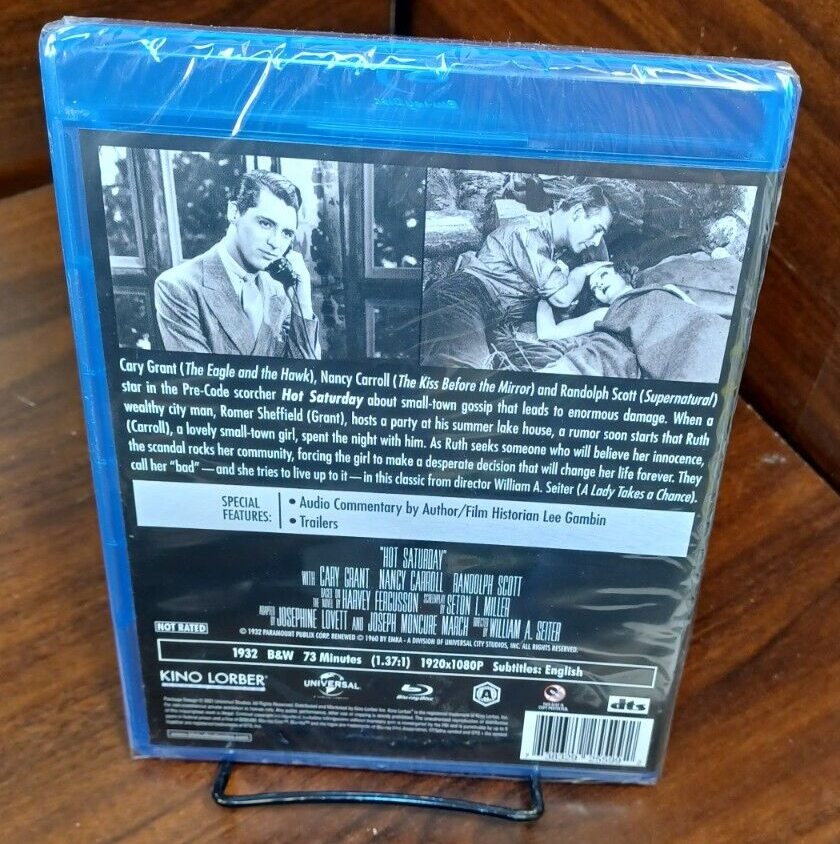 Cary Grant (The Eagle and the Hawk), Nancy Carroll (The Kiss Before the Mirror) and Randolph Scott (Supernatural)
star in the Pre-Code scorcher Hot Saturday about small-town gossip that leads to enormous damage. When a
wealthy city man, Romer Sheffield (Grant), hosts a party at his summer lake house, a rumor soon starts that Ruth
(Carroll), a lovely small-town girl, spent the night with him. As Ruth seeks someone who will believe her innocence,
the scandal rocks her community, forcing the girl to make a desperate decision that will change her life forever. They
call her "bad" — and she tries to live up to it — in this classic from director William A. Seiter (A Lady Takes a Chance).
SPECIAL FEATURES:
• Audio Commentary by Author/Film Historian Lee Gambin
• Trailers
"HOT SATURDAY"
WITH CARY GRANT NANCY CARROLL RANDOLPH SCOTT
BASED ON THE NOVEL BY HARVEY FERGUSSON SCREENPLAY BY SETON I. MILLER
ADAPTED BY JOSEPHINE LOVETT AND JOSEPH MONCURE MARCH DIRECTED BY WILLIAM A. SEITER
NOT RATED
© 1932 PARAMOUNT PUBLIX CORP. RENEWED © 1960 BY EMKA - A DIVISION OF UNIVERSAL CITY STUDIOS, INC. ALL RIGHTS RESERVED.
1932 B&W 73 Minutes (1.37:1) 1920x1080P Subtitles: English
KINO LORBER
UNIVERSAL
Blu-ray Disc
A
dts